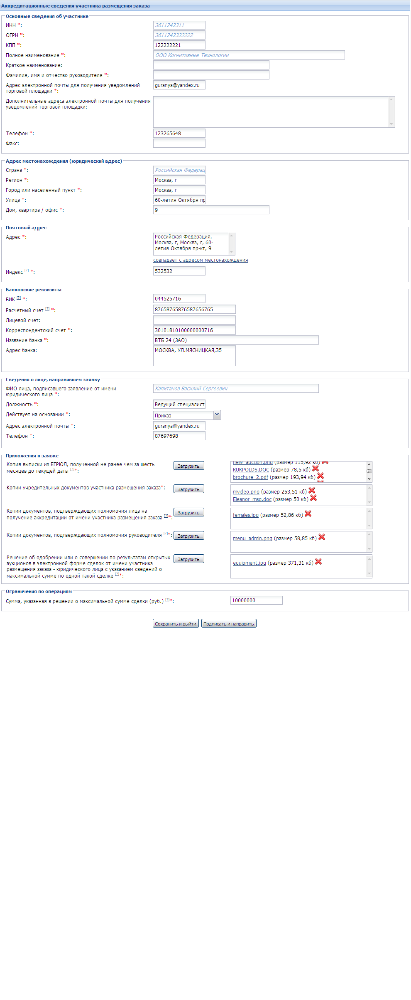 Аккредитационные сведения участника размещения заказа
Основные сведения об участнике
ИНН *: 3611242311
ОГРН *: 3611242322222
КПП *: 122222221
Полное наименование *: ООО Когнитивные Технологии
Краткое наименование:
Фамилия, имя и отчество руководителя *:
Адрес электронной почты для получения уведомлений
торговой площадки *: guranya@yandex.ru
Дополнительные адреса электронной почты для получения
уведомлений торговой площадки:
Телефон *: 123265648
Факс:
Адрес местонахождения (юридический адрес)
Страна *: Российская Федерац
Регион *: Москва, г
Город или населенный пункт *: Москва, г
Улица *: 60-летия Октября пр
Дом, квартира / офис *: 9
Почтовый адрес
Адрес *: Российская Федерация,
Москва, г, Москва, г, 60-
летия Октября пр-кт, 9
совпадает с адресом местонахождения
Индекс [?] *: 532532
Банковские реквизиты
БИК [?] *: 044525716
Расчетный счет [?] *: 87658765876587656765
Лицевой счет:
Корреспондентский счет *: 30101810100000000716
Название банка *: ВТБ 24 (ЗАО)
Адрес банка: МОСКВА, УЛ.МЯСНИЦКАЯ,35
Сведения о лице, направившем заявку
ФИО лица, подписавшего заявление от имени
юридического лица *: Капитанов Василий Сергеевич
Должность *: Ведущий специалист
Действует на основании *: Приказ
Адрес электронной почты *: guranya@yandex.ru
Телефон *: 87697698
Приложения к заявке
Копия выписки из ЕГРЮЛ, полученной не ранее чем за шесть
месяцев до текущей даты [?]*: Загрузить
new_auction.png (размер 115,92 кб)
RUKPOLDS.DOC (размер 78,5 кб)
brochure_2.pdf (размер 193,94 кб)
Копии учредительных документов участника размещения заказа*: Загрузить
mvideo.png (размер 253,51 кб)
Eleanor_msg.doc (размер 50 кб)
Копии документов, подтверждающих полномочия лица на
получение аккредитации от имени участника размещения заказа [?]*: Загрузить
females.jpg (размер 52,86 кб)
Копии документов, подтверждающих полномочия руководителя [?]*: Загрузить
menu_admin.png (размер 58,85 кб)
Решение об одобрении или о совершении по результатам открытых
аукционов в электронной форме сделок от имени участника
размещения заказа - юридического лица с указанием сведений о
максимальной сумме по одной такой сделке [?]*: Загрузить
equipment.jpg (размер 371,31 кб)
Ограничения по операциям
Сумма, указанная в решении о максимальной сумме сделки (руб.) [?]*: 10000000
Сохранить и выйти Подписать и направить